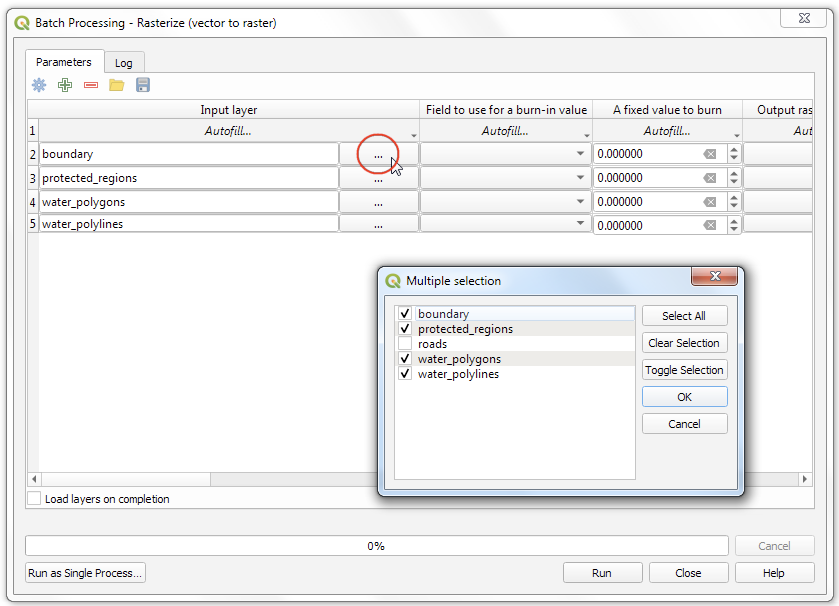 Batch Processing - Rasterize (vector to raster)
Parameters
Log
Input layer
Field to use for a burn-in value
A fixed value to burn
Output ras
1
Autofill...
Autofill...
Autofill...
Aut
2
boundary
...
0.000000
3
protected_regions
...
0.000000
4
water_polygons
...
0.000000
5
water_polylines
...
0.000000
Multiple selection
boundary
protected_regions
roads
water_polygons
water_polylines
Select All
Clear Selection
Toggle Selection
OK
Cancel
Load layers on completion
0%
Cancel
Run as Single Process...
Run
Close
Help